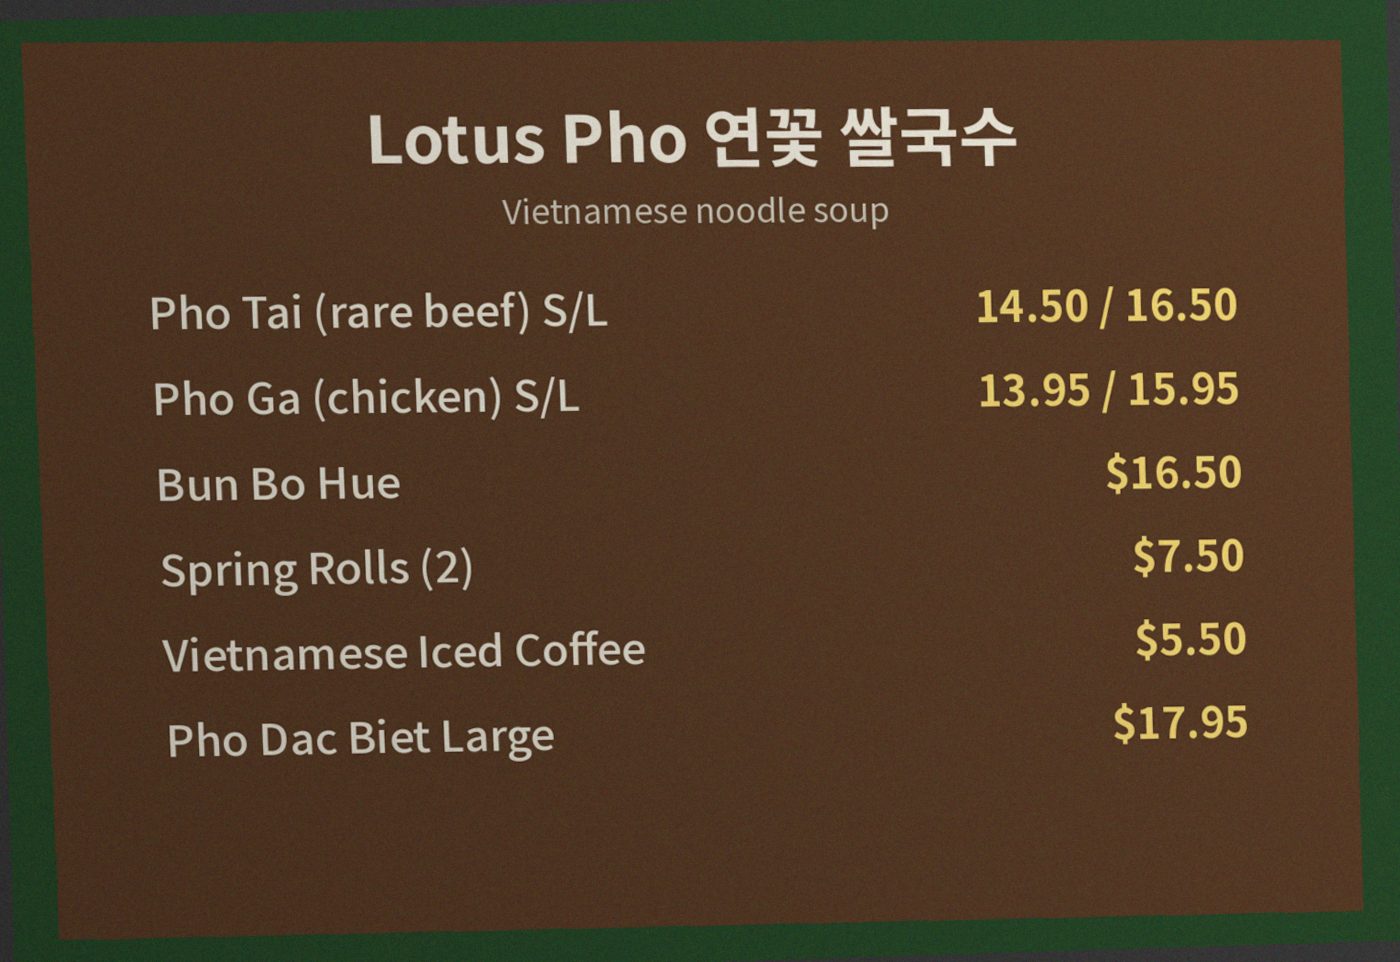 Lotus Pho 연꽃 쌀국수
Vietnamese noodle soup
Pho Tai (rare beef) S/L 14.50 / 16.50
Pho Ga (chicken) S/L 13.95 / 15.95
Bun Bo Hue $16.50
Spring Rolls (2) $7.50
Vietnamese Iced Coffee $5.50
Pho Dac Biet Large $17.95